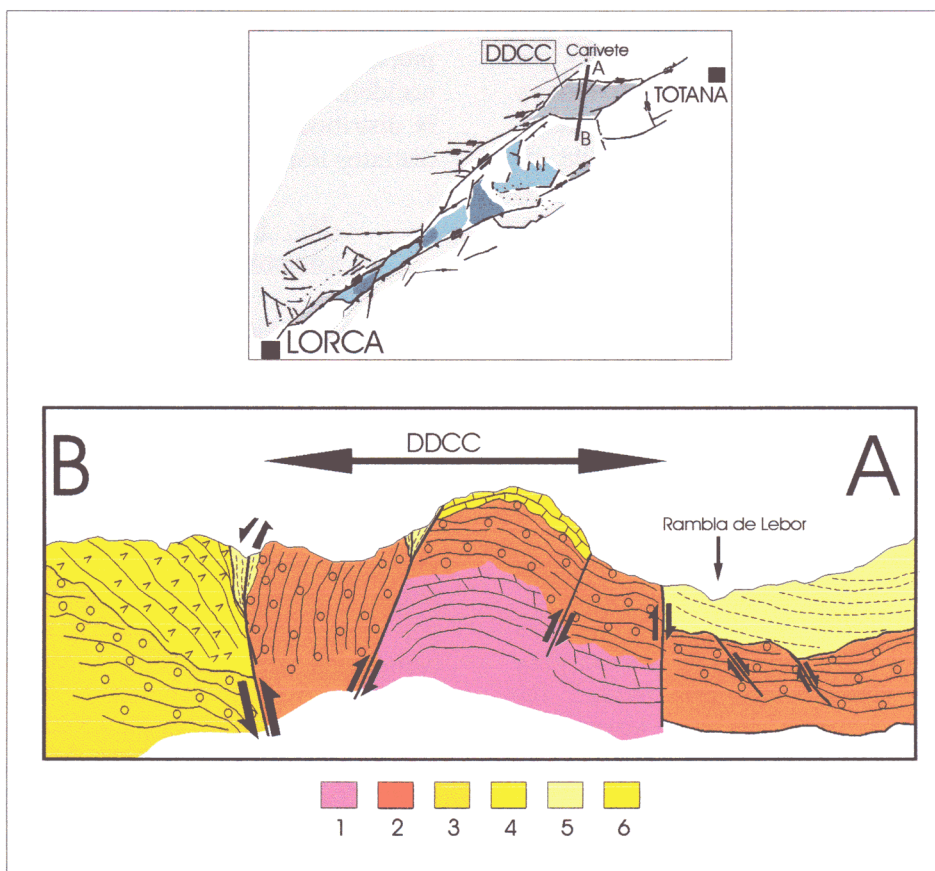 DDCC
Carivete
A
TOTANA
B
LORCA
B
DDCC
A
Rambla de Lebor
1 2 3 4 5 6